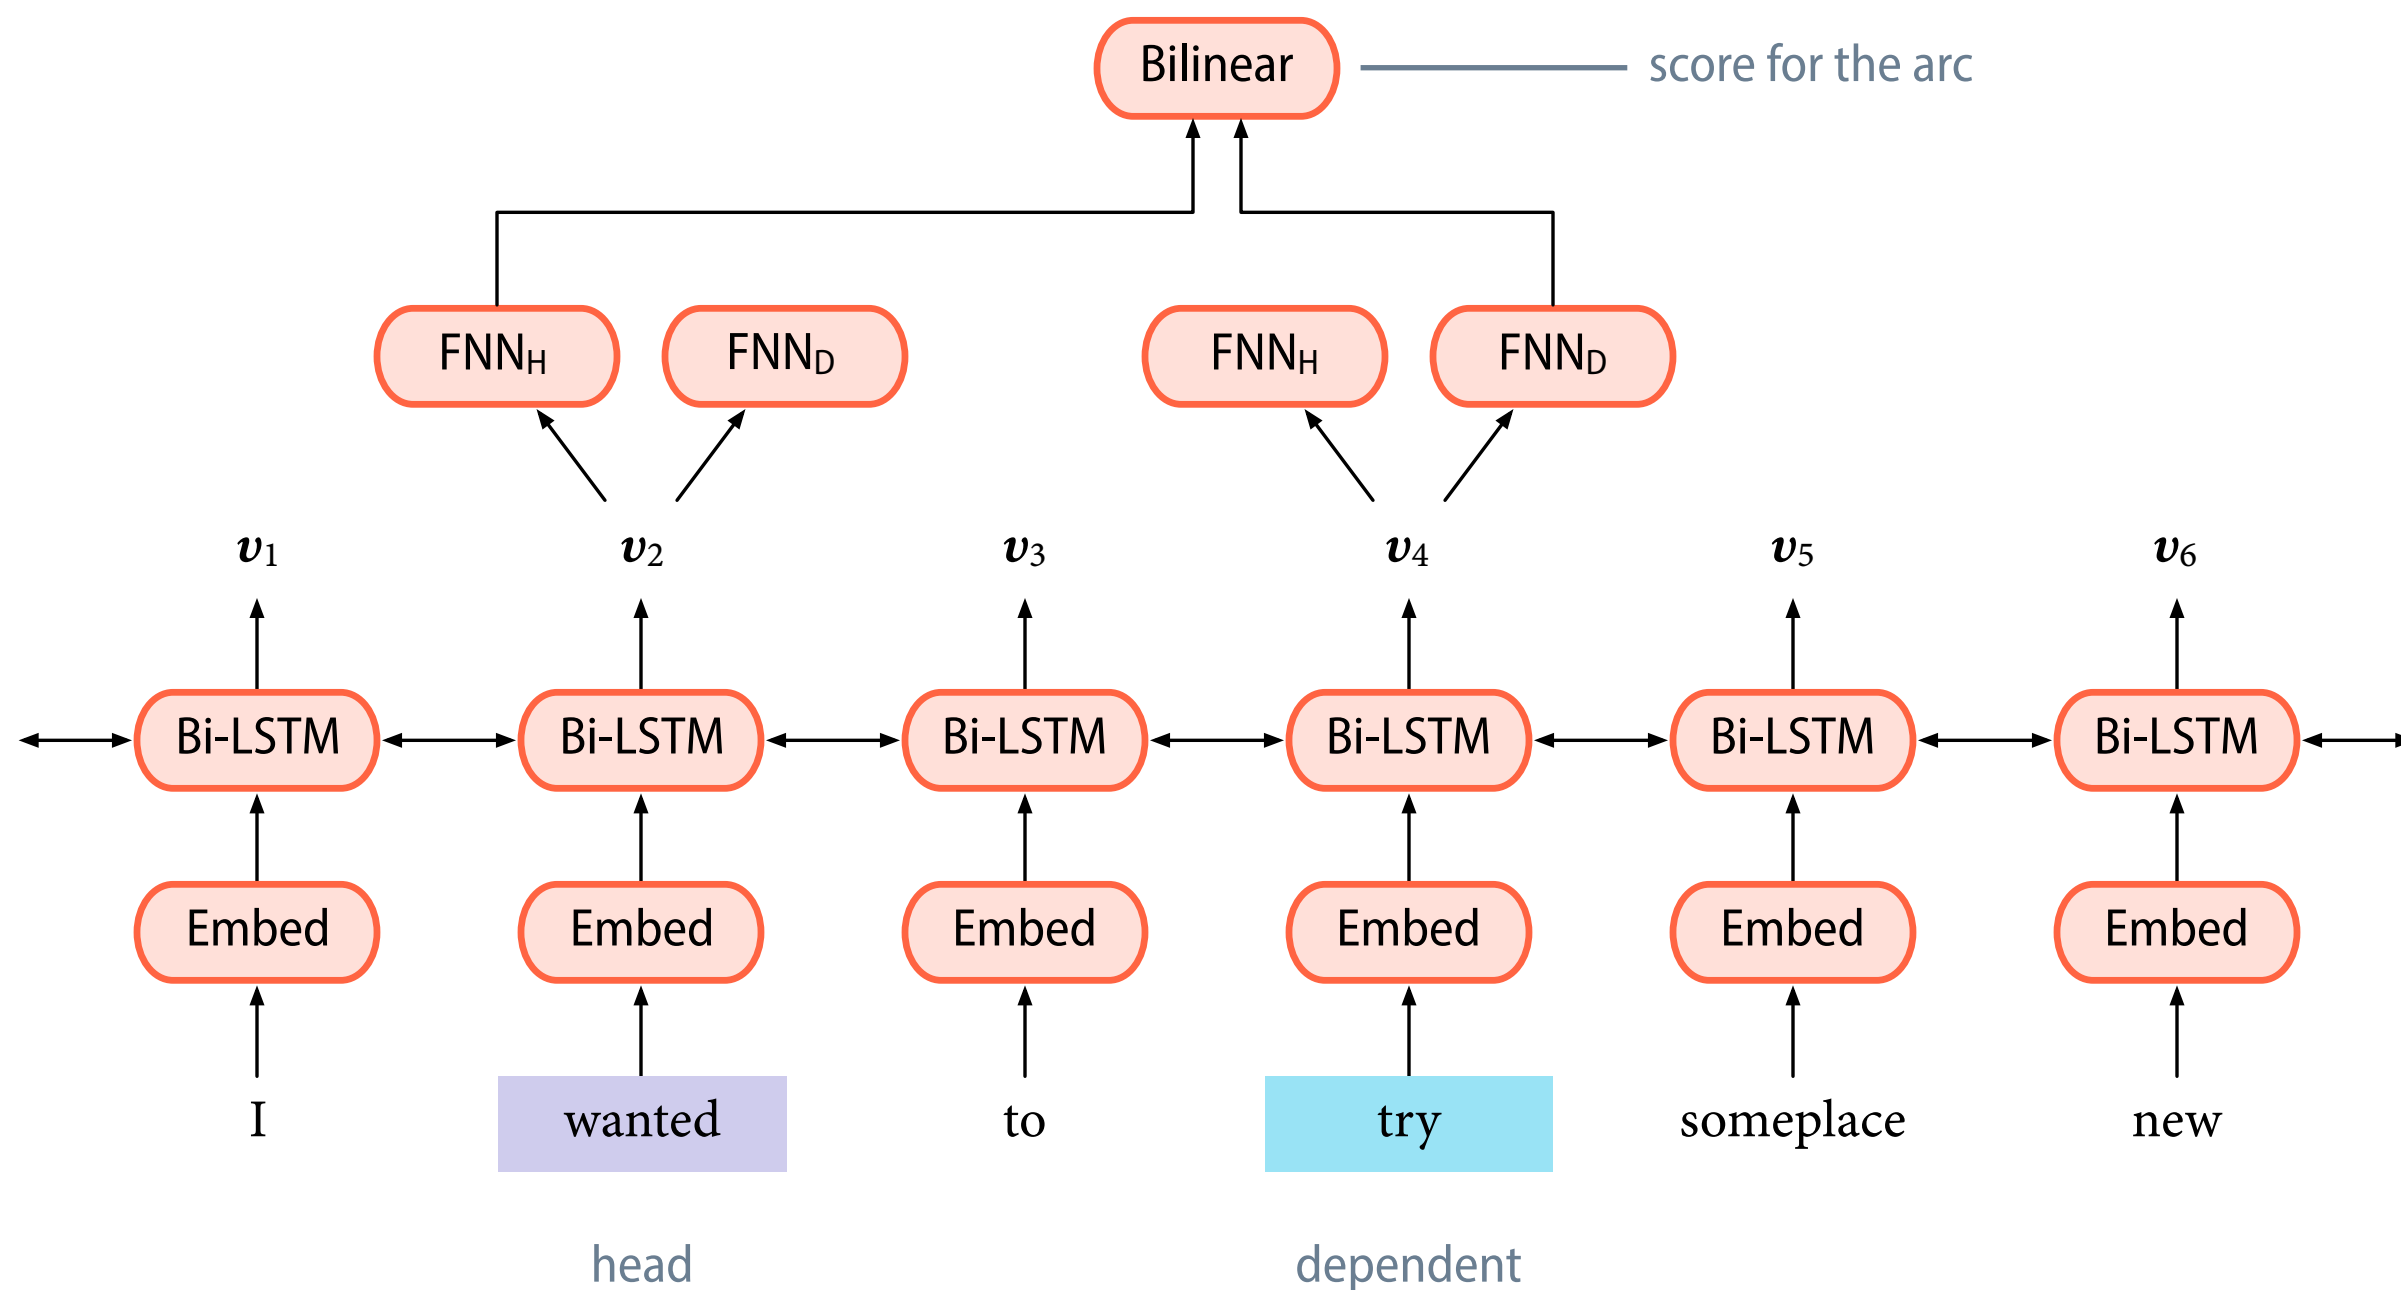 Bilinear score for the arc
FNNH FNND FNNH FNND
v1 v2 v3 v4 v5 v6
Bi-LSTM Bi-LSTM Bi-LSTM Bi-LSTM Bi-LSTM Bi-LSTM
Embed Embed Embed Embed Embed Embed
I wanted to try someplace new
head dependent